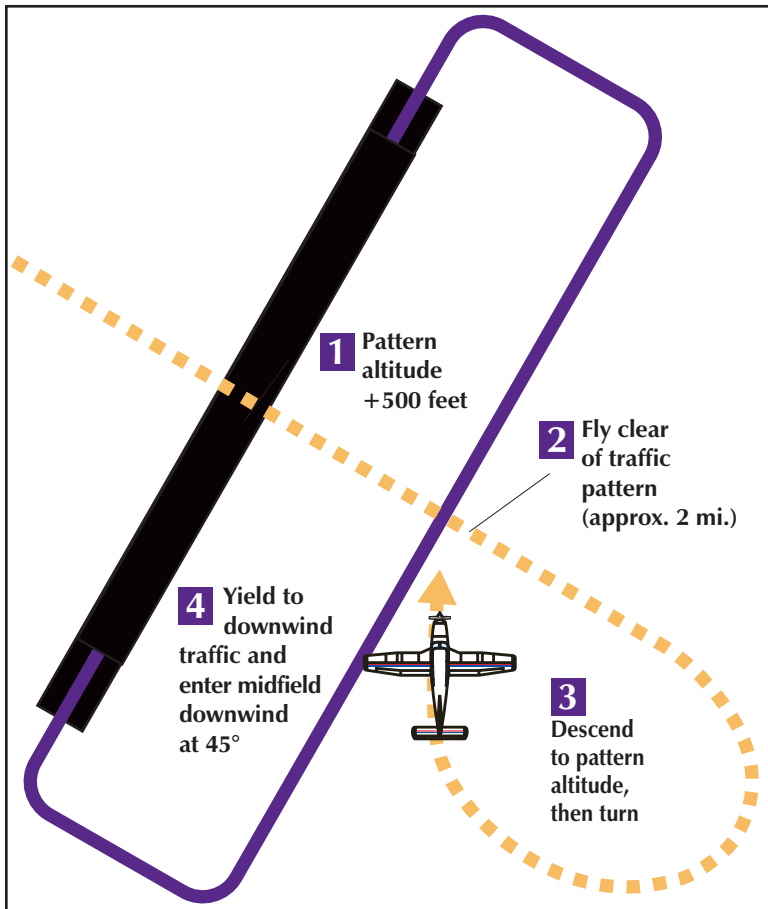 1 Pattern
altitude
+500 feet
2 Fly clear
of traffic
pattern
(approx. 2 mi.)
4 Yield to
downwind
traffic and
enter midfield
downwind
at 45°
3
Descend
to pattern
altitude,
then turn